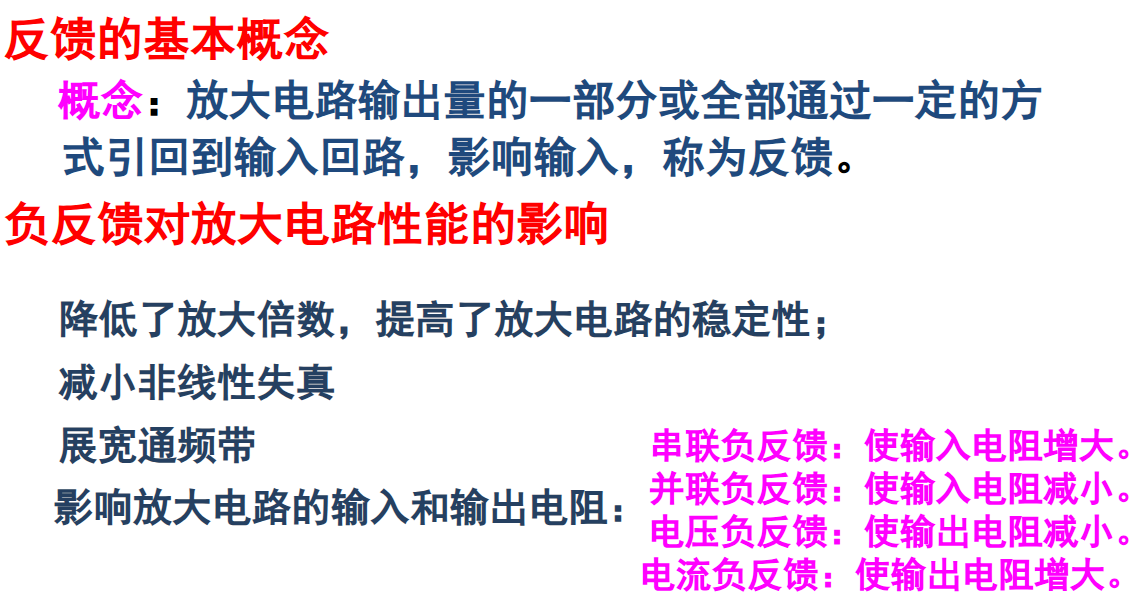 反馈的基本概念
概念：放大电路输出量的一部分或全部通过一定的方
式引回到输入回路，影响输入，称为反馈。
负反馈对放大电路性能的影响
降低了放大倍数，提高了放大电路的稳定性；
减小非线性失真
展宽通频带
影响放大电路的输入和输出电阻：
串联负反馈：使输入电阻增大。
并联负反馈：使输入电阻减小。
电压负反馈：使输出电阻减小。
电流负反馈：使输出电阻增大。